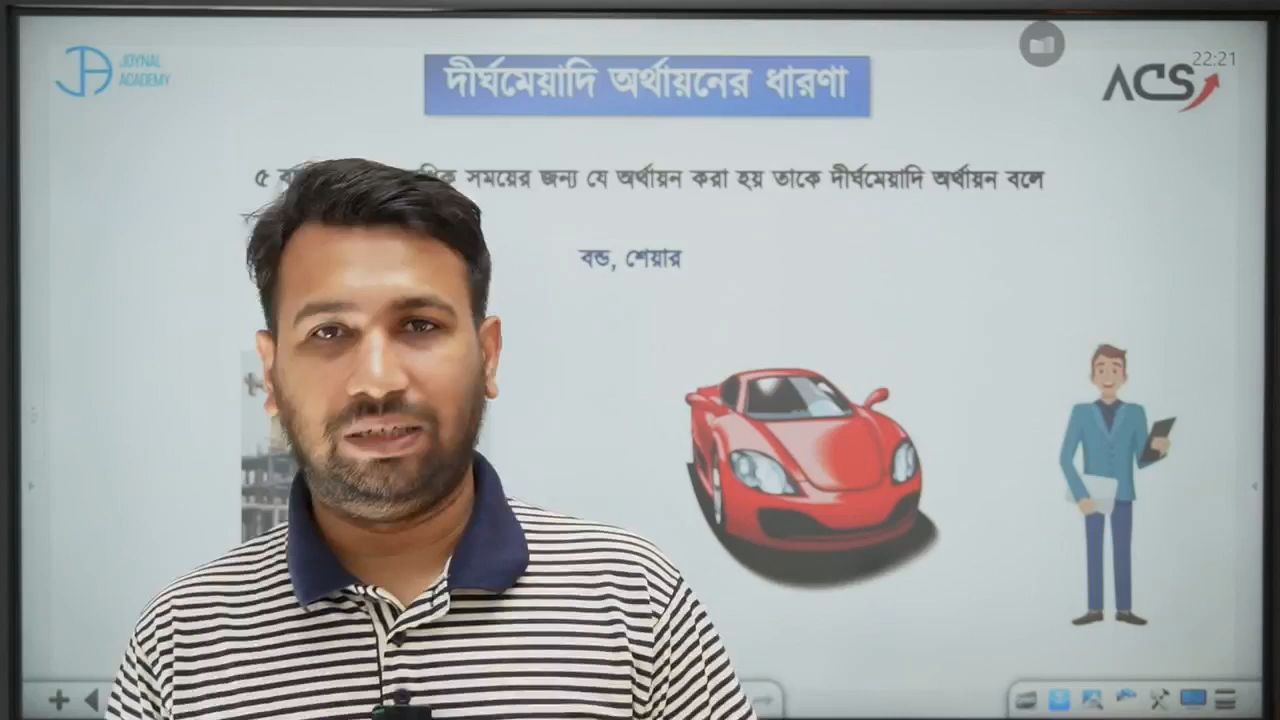 JOYNAL
ACADEMY
দীর্ঘমেয়াদি অর্থায়নের ধারণা
22:21
ACS
৫ সময়ের জন্য যে অর্থায়ন করা হয় তাকে দীর্ঘমেয়াদি অর্থায়ন বলে
বন্ড, শেয়ার